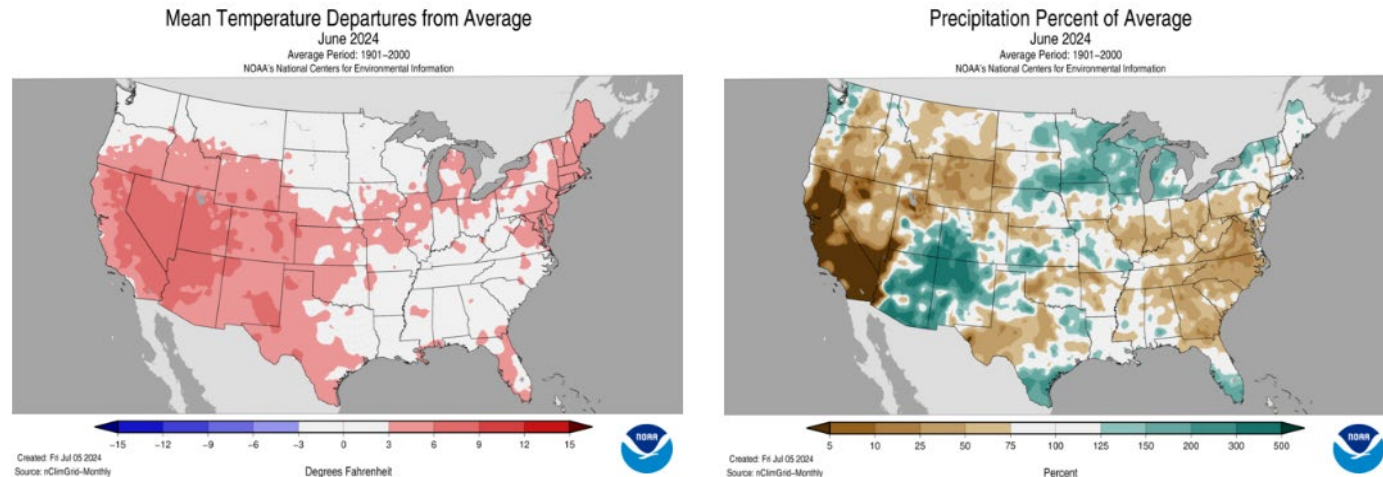 Mean Temperature Departures from Average
June 2024
Average Period: 1901−2000
NOAA's National Centers for Environmental Information
−15 −12 −9 −6 −3 0 3 6 9 12 15
Created: Fri Jul 05 2024
Source: nClimGrid−Monthly
Degrees Fahrenheit
NOAA
Precipitation Percent of Average
June 2024
Average Period: 1901−2000
NOAA's National Centers for Environmental Information
5 10 25 50 75 100 125 150 200 300 500
Created: Fri Jul 05 2024
Source: nClimGrid−Monthly
Percent
NOAA